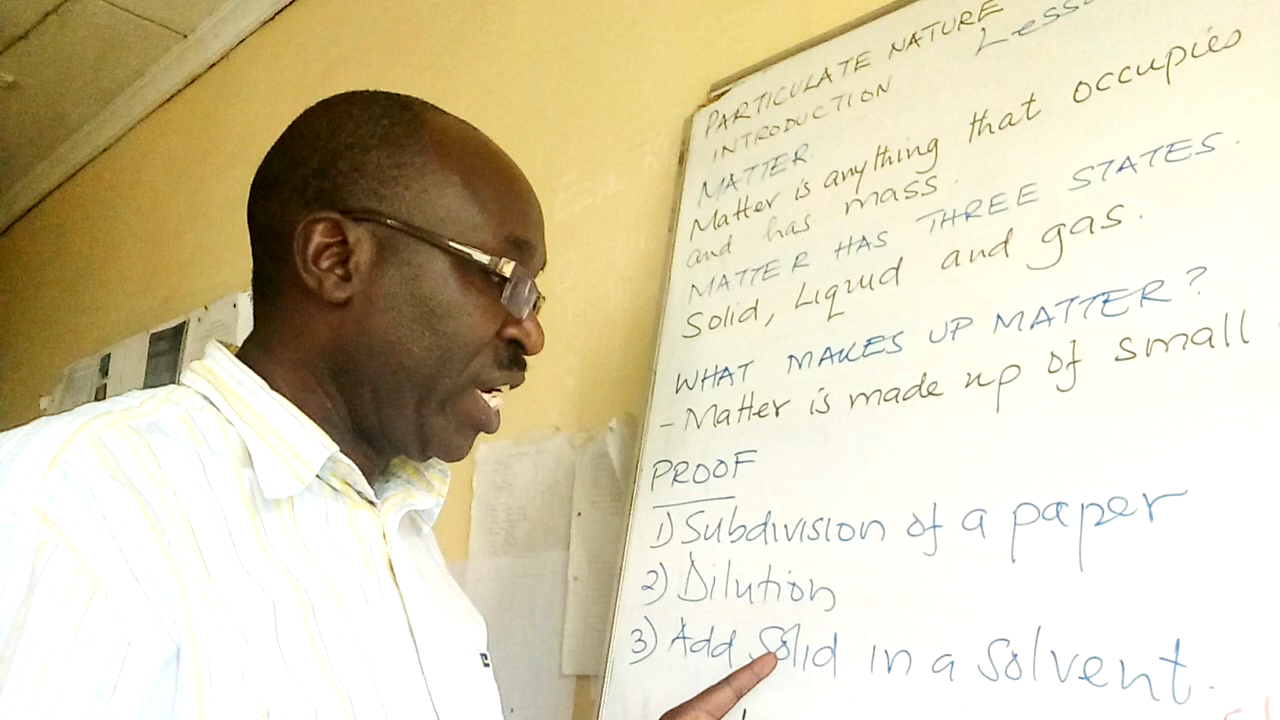 PARTICULATE NATURE
INTRODUCTION
MATTER
Matter is anything that occupies
and has mass.
MATTER HAS THREE STATES.
Solid, Liquid and gas.
WHAT MAKES UP MATTER?
- Matter is made up of small
PROOF
1) Subdivision of a paper
2) Dilution
3) Add Solid in a Solvent.